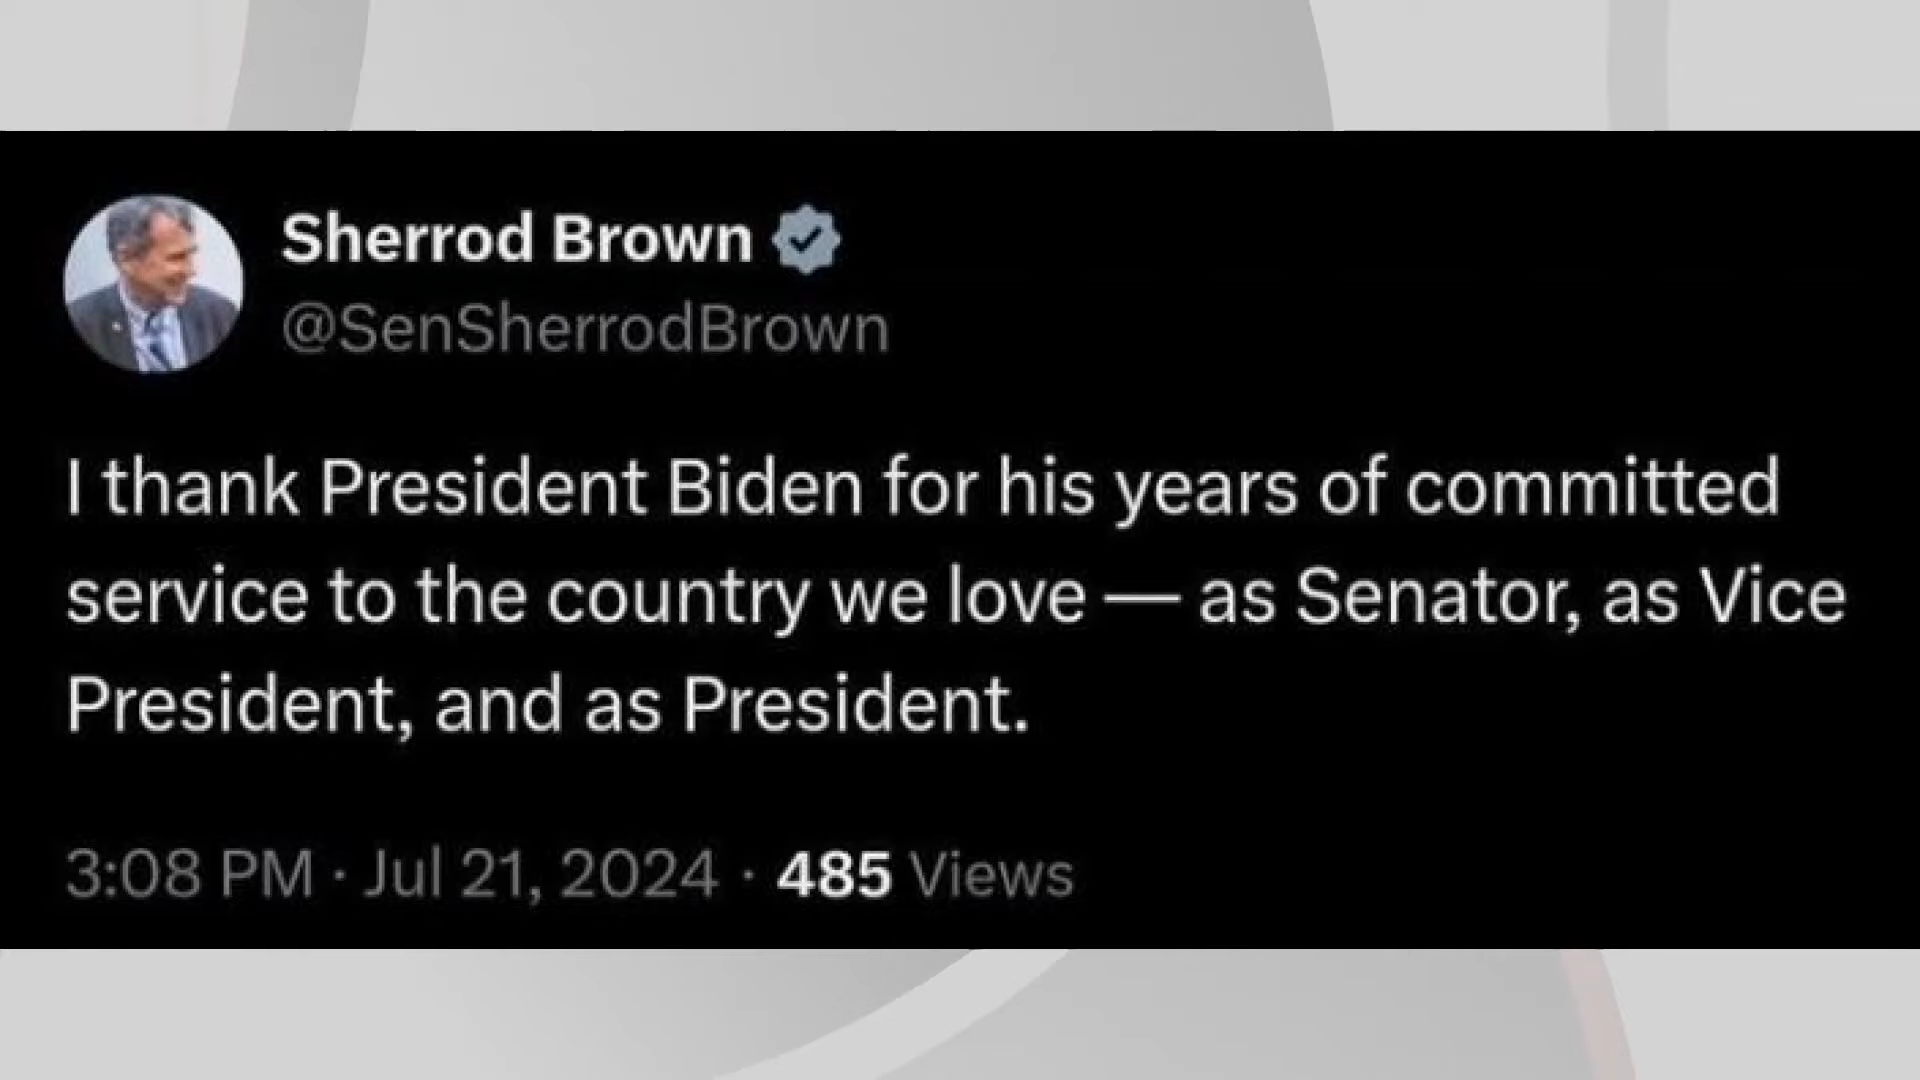 Sherrod Brown
@SenSherrodBrown
I thank President Biden for his years of committed
service to the country we love — as Senator, as Vice
President, and as President.
3:08 PM · Jul 21, 2024 · 485 Views